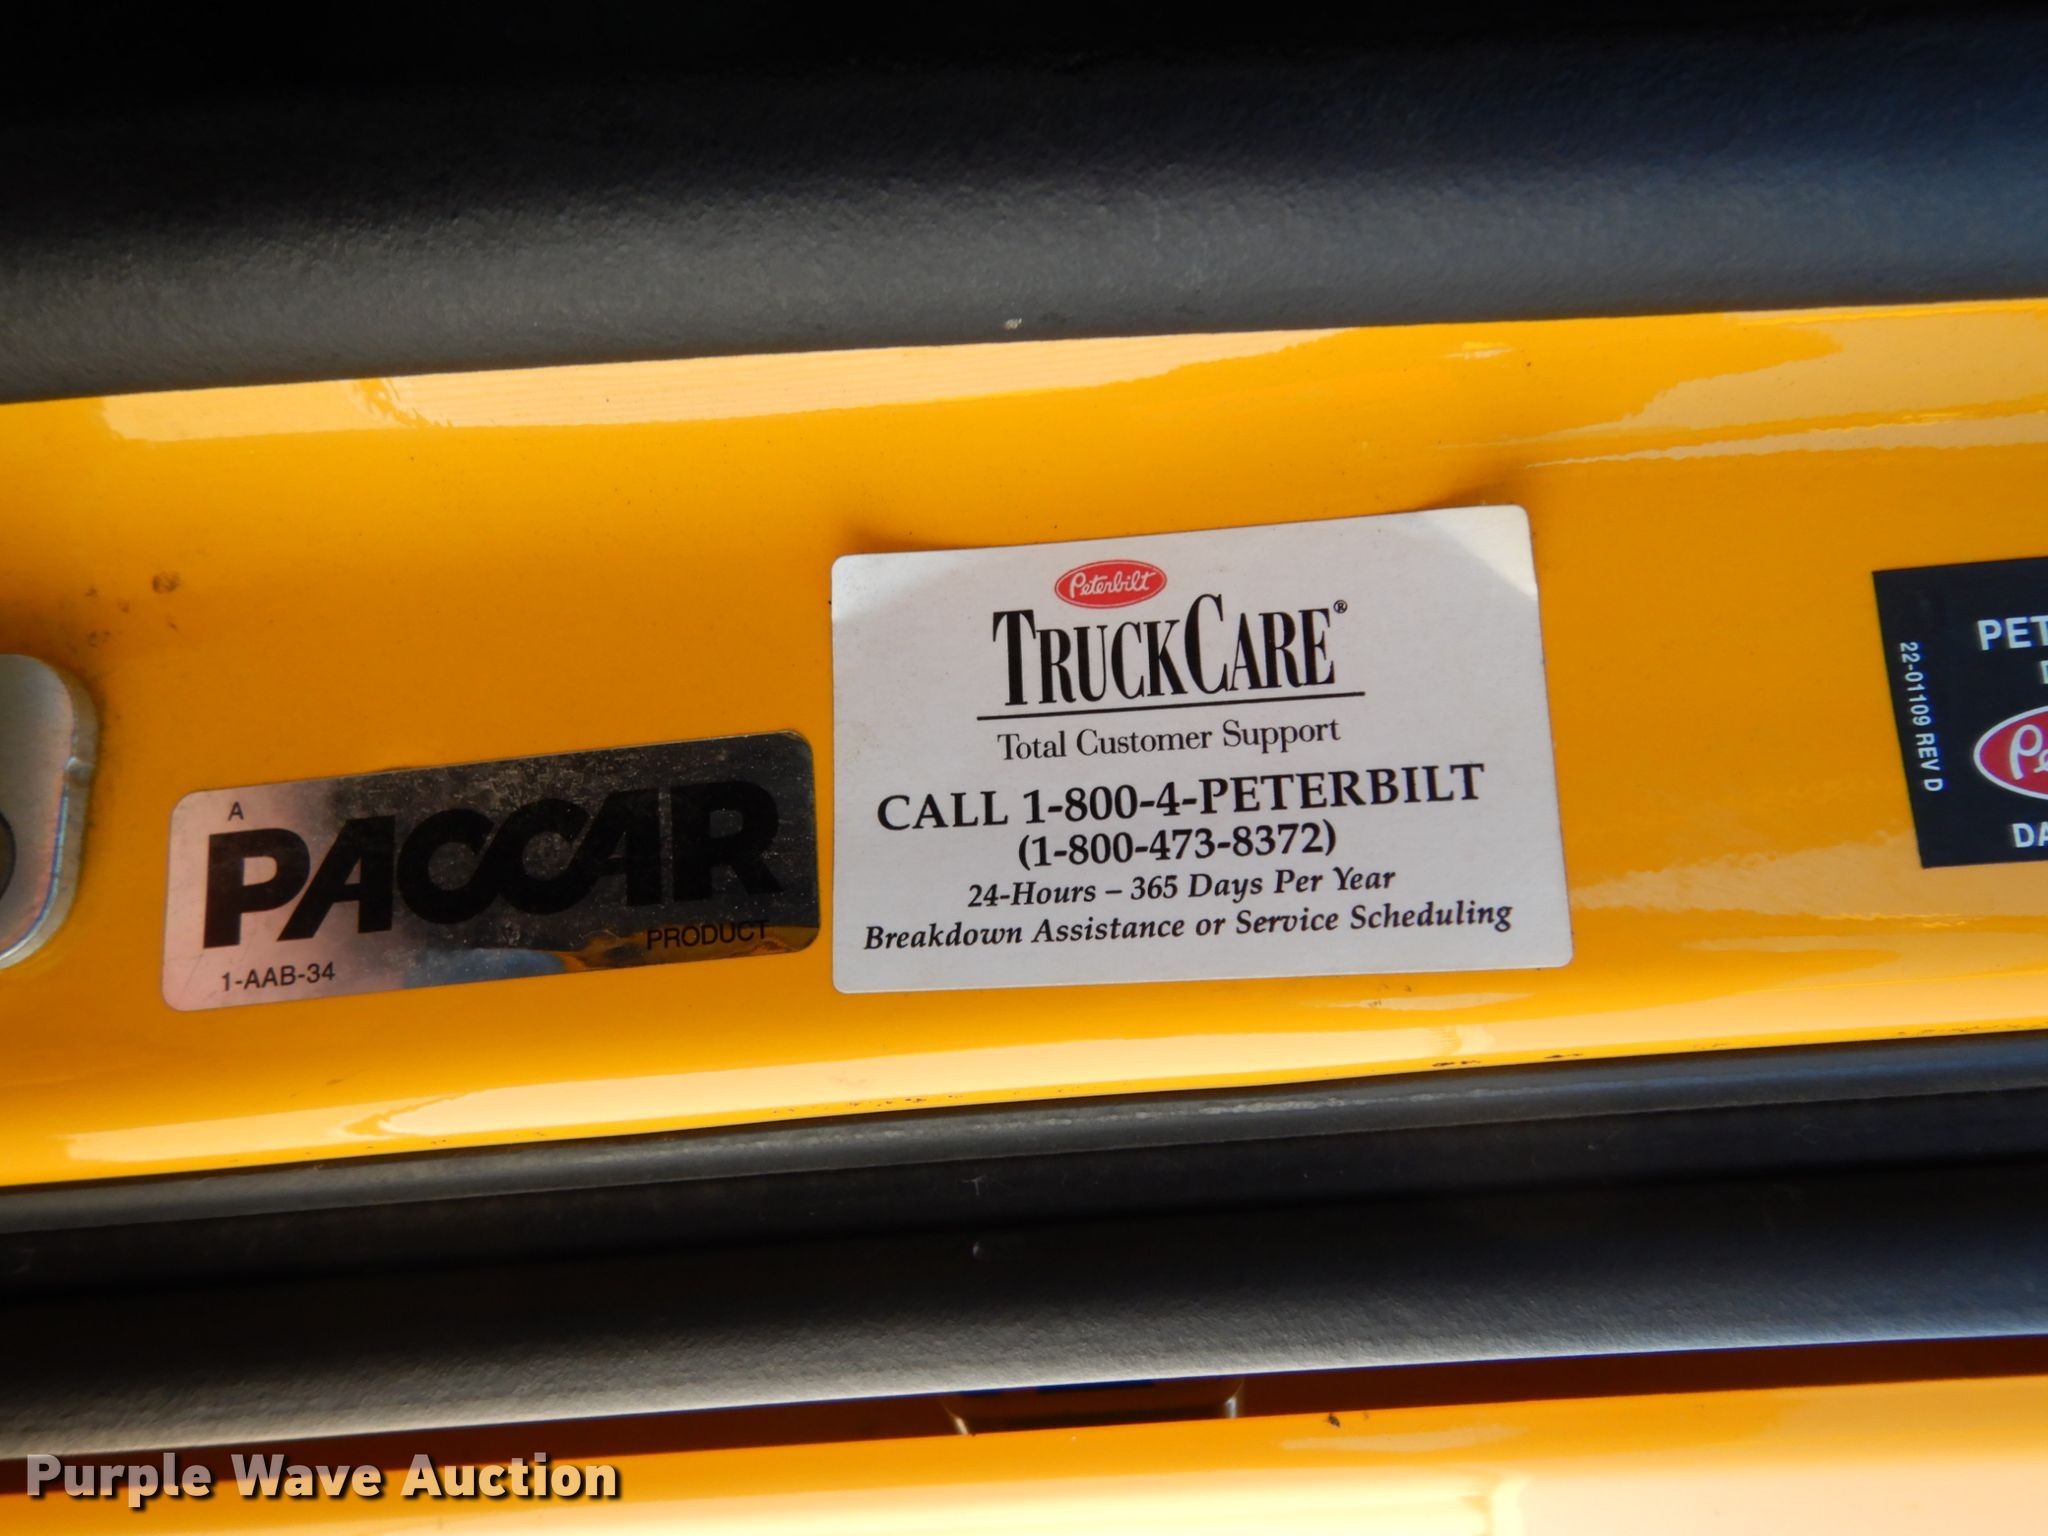 A
PACCAR
PRODUCT
1-AAB-34
Peterbilt
TRUCKCARE®
Total Customer Support
CALL 1-800-4-PETERBILT
(1-800-473-8372)
24-Hours – 365 Days Per Year
Breakdown Assistance or Service Scheduling
22-01109 REV D
PET
Pe
DA
Purple Wave Auction